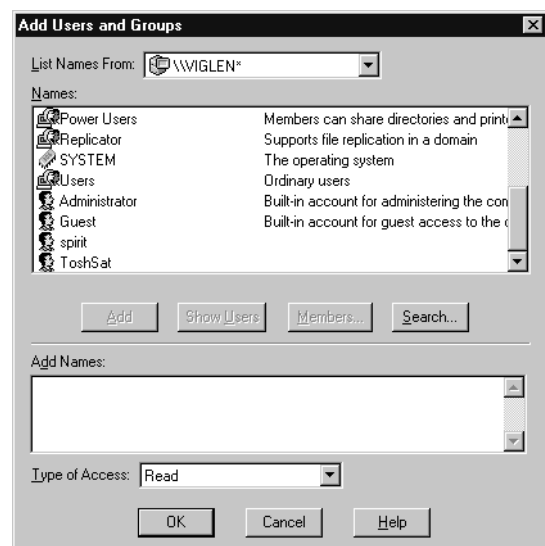 Add Users and Groups
List Names From: \\VIGLEN*
Names:
Power Users Members can share directories and printe
Replicator Supports file replication in a domain
SYSTEM The operating system
Users Ordinary users
Administrator Built-in account for administering the con
Guest Built-in account for guest access to the c
spirit
ToshSat
Add Show Users Members... Search...
Add Names:
Type of Access: Read
OK Cancel Help